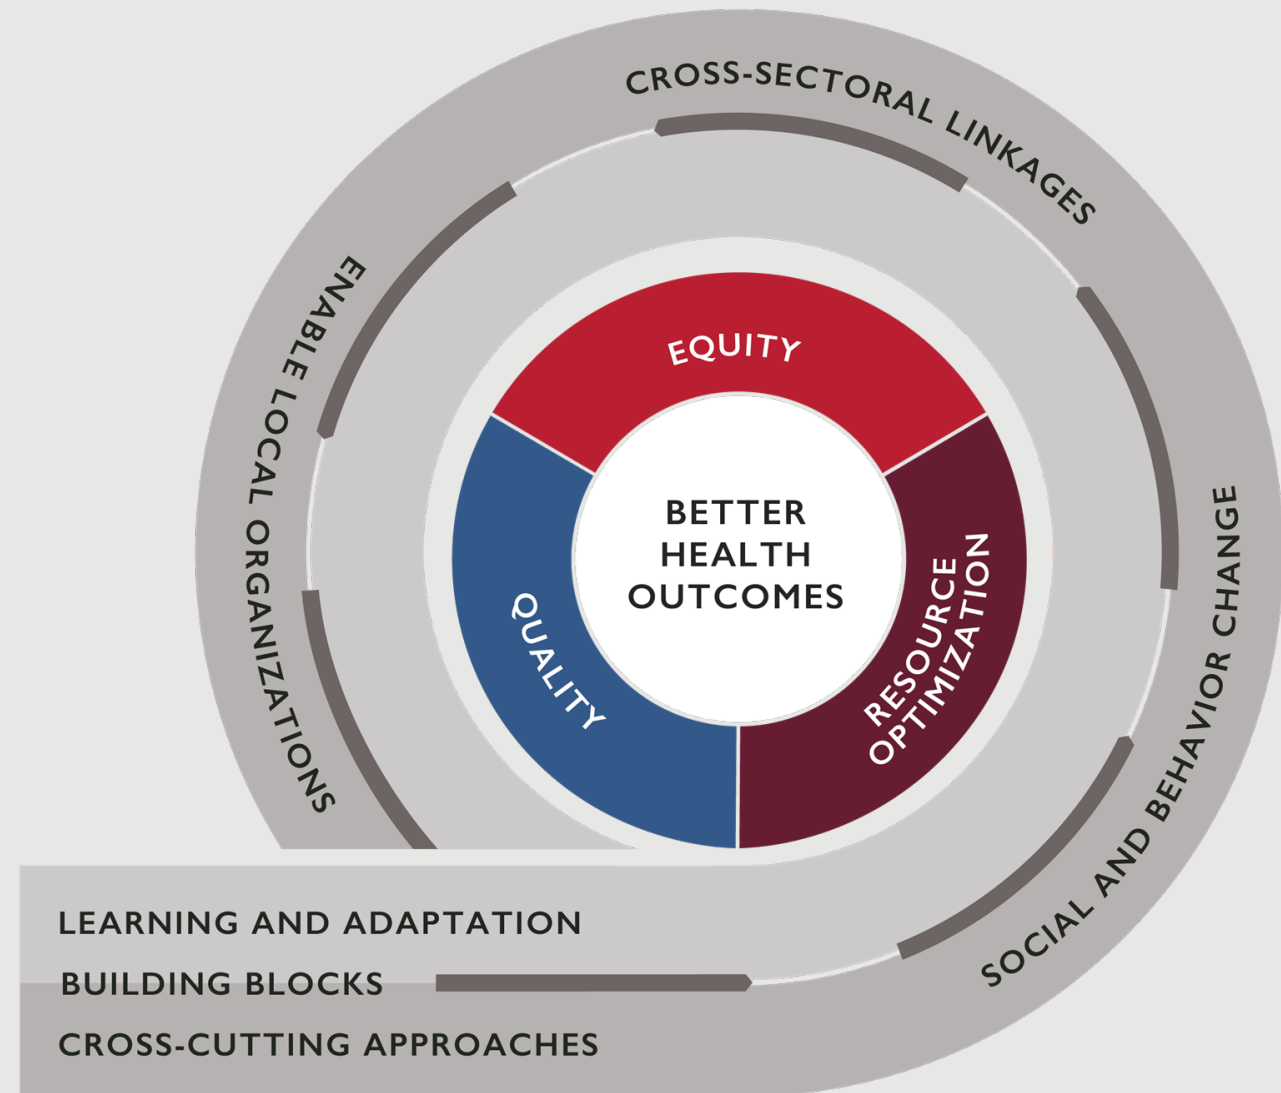 CROSS-SECTORAL LINKAGES
ENABLE LOCAL ORGANIZATIONS
SOCIAL AND BEHAVIOR CHANGE
EQUITY
QUALITY
RESOURCE
OPTIMIZATION
BETTER
HEALTH
OUTCOMES
LEARNING AND ADAPTATION
BUILDING BLOCKS
CROSS-CUTTING APPROACHES